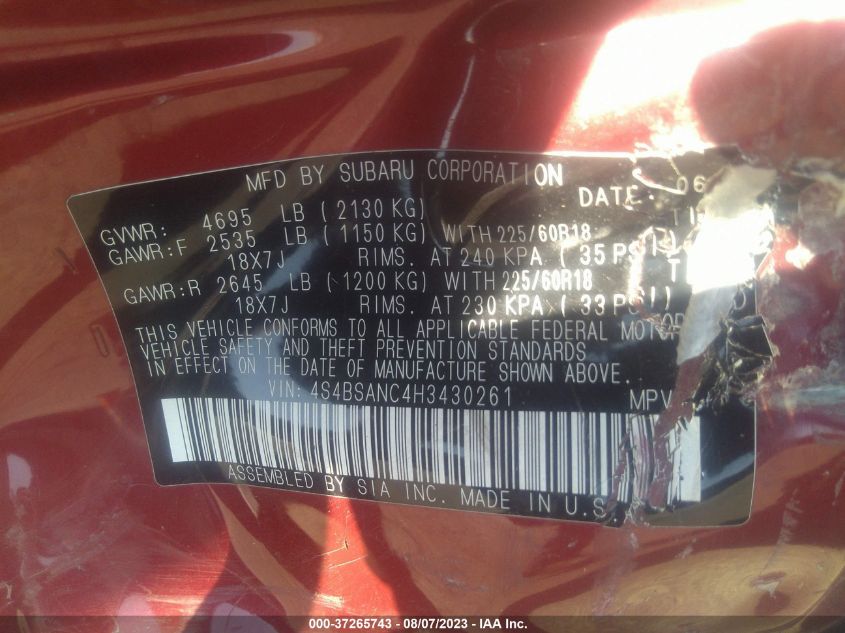 MFD BY SUBARU CORPORATION DATE: 06
GVWR: 4695 LB (2130 KG)
GAWR:F 2535 LB (1150 KG) WITH 225/60R18
18X7J RIMS. AT 240 KPA (35 PSI)
GAWR:R 2645 LB (1200 KG) WITH 225/60R18
18X7J RIMS. AT 230 KPA (33 PSI)
THIS VEHICLE CONFORMS TO ALL APPLICABLE FEDERAL MOTOR
VEHICLE SAFETY AND THEFT PREVENTION STANDARDS
IN EFFECT ON THE DATE OF MANUFACTURE SHOWN ABOVE.
VIN: 4S4BSANC4H3430261 MPV
ASSEMBLED BY SIA INC. MADE IN U.S
000-37265743 - 08/07/2023 - IAA Inc.